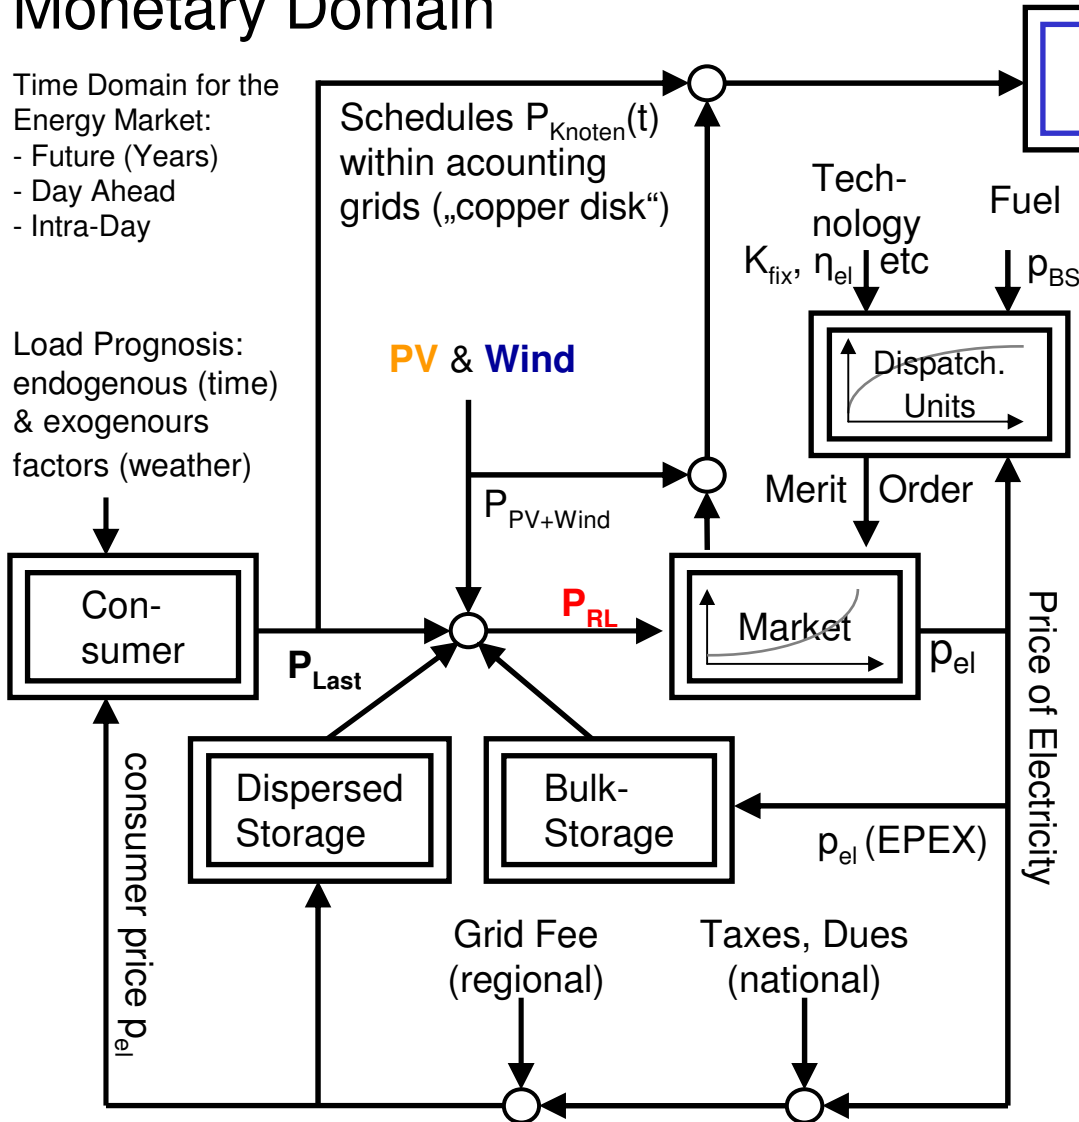 Monetary Domain
Time Domain for the
Energy Market:
- Future (Years)
- Day Ahead
- Intra-Day
Schedules P_Knoten(t)
within acounting
grids („copper disk“)
Tech-
nology
etc
K_fix, η_el
Fuel
p_BS
Load Prognosis:
endogenous (time)
& exogenours
factors (weather)
PV & Wind
Dispatch.
Units
P_PV+Wind
Merit Order
Con-
sumer
P_Last
P_RL
Market
p_el
Price of Electricity
Dispersed
Storage
Bulk-
Storage
p_el (EPEX)
consumer price p_el
Grid Fee
(regional)
Taxes, Dues
(national)